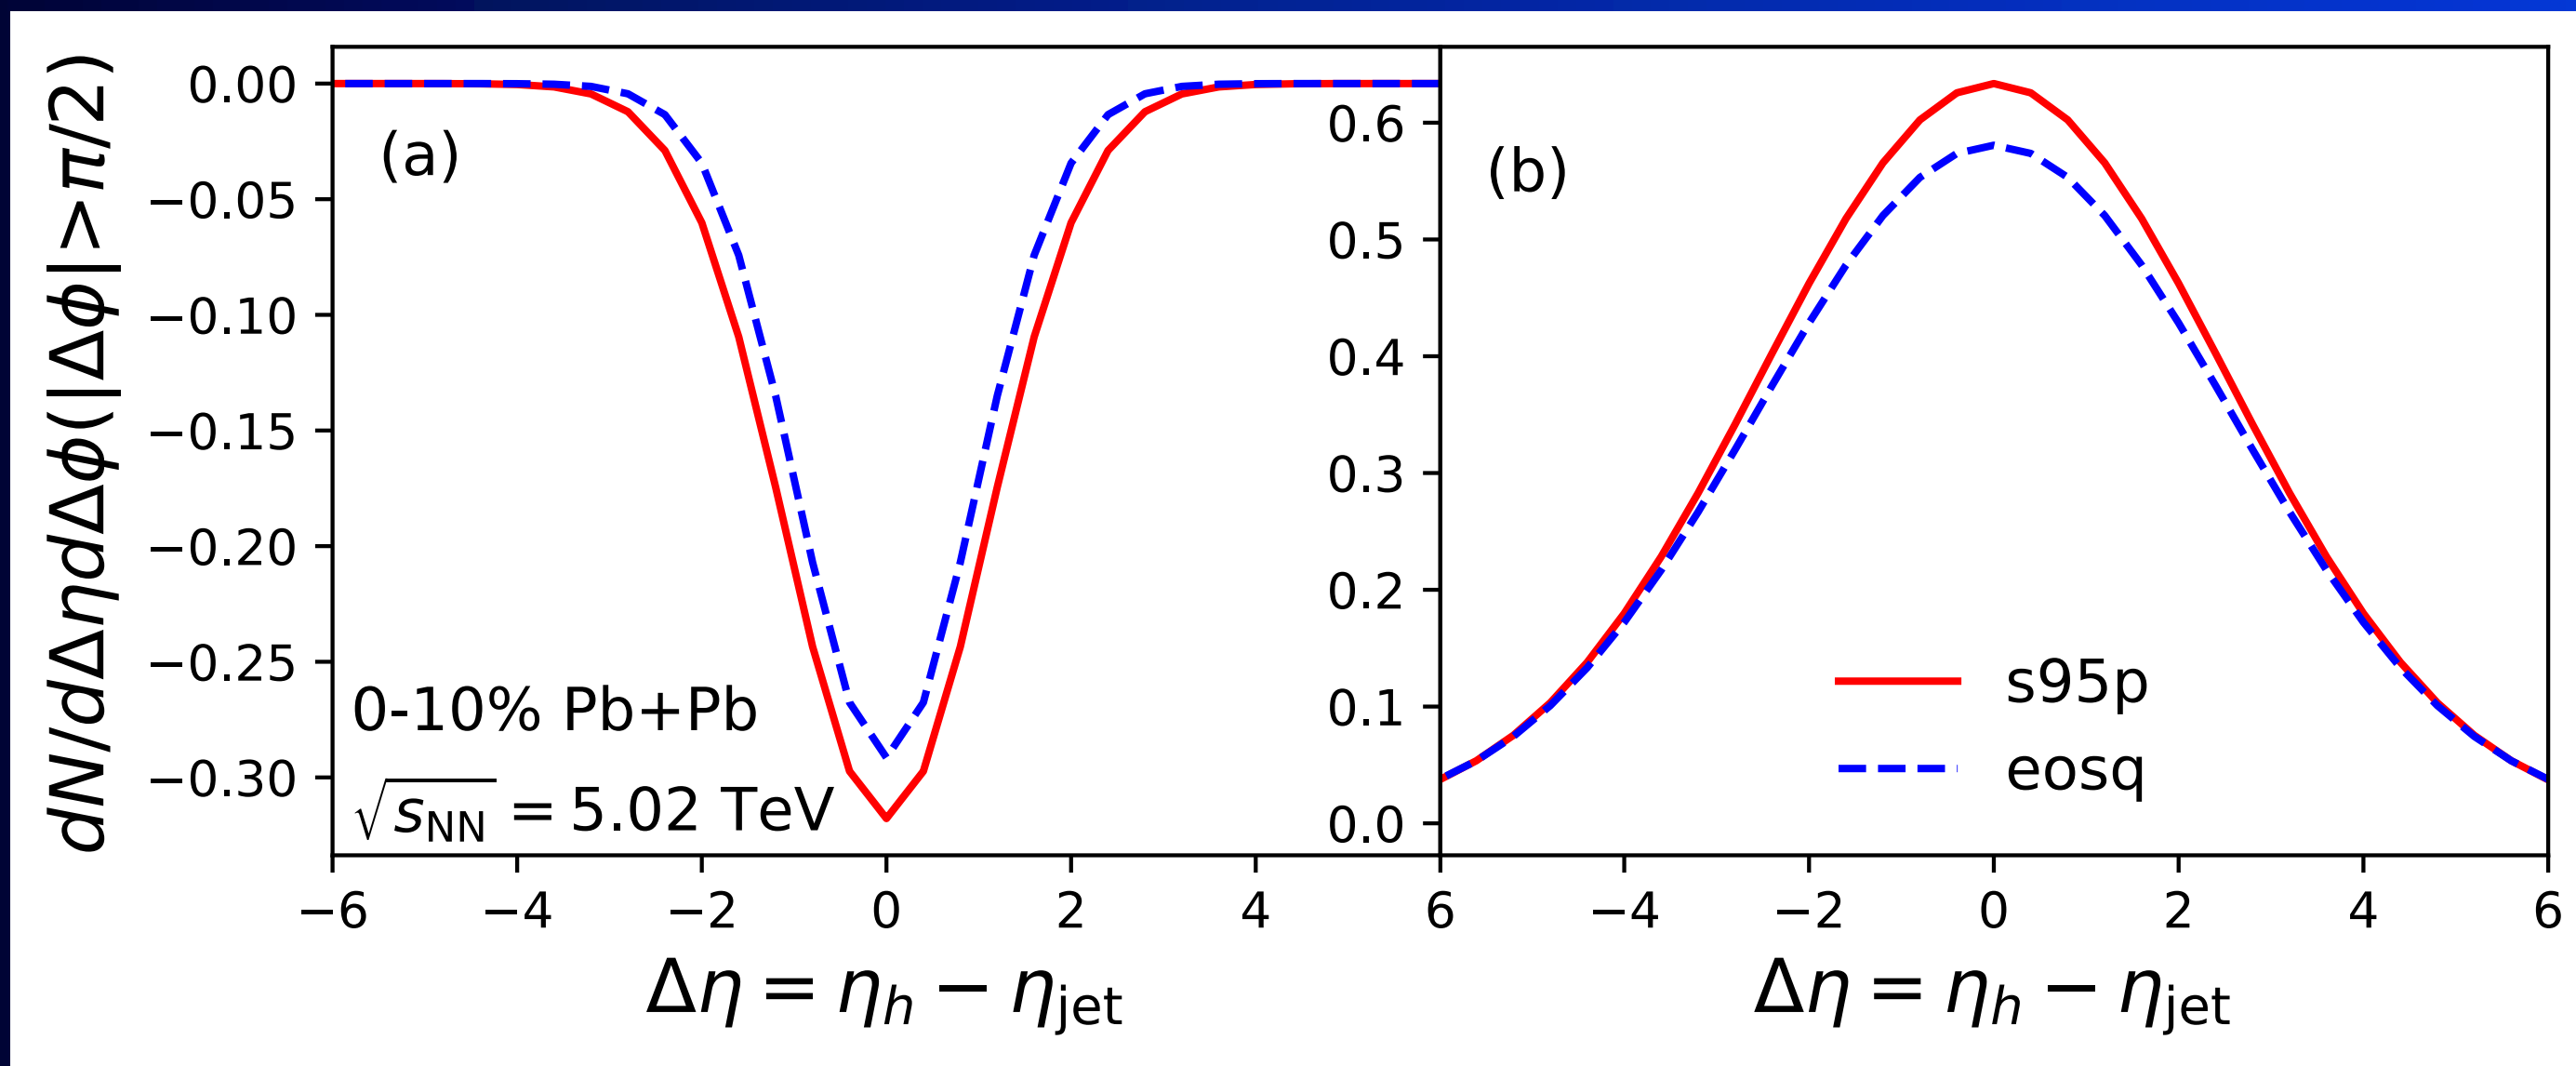 dN/dΔηdΔϕ(|Δϕ|>π/2)
0.00
−0.05
−0.10
−0.15
−0.20
−0.25
−0.30
(a)
0-10% Pb+Pb
√sNN = 5.02 TeV
−6 −4 −2 0 2 4 6
Δη = ηh − ηjet
0.6
0.5
0.4
0.3
0.2
0.1
0.0
(b)
s95p
eosq
−4 −2 0 2 4 6
Δη = ηh − ηjet